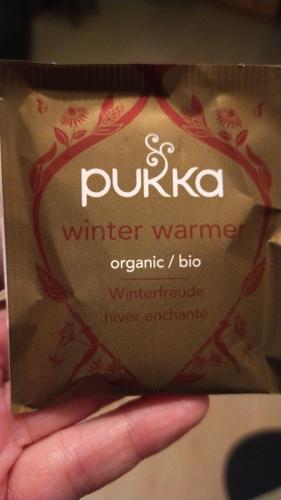 pukka
winter warmer
organic / bio
Winterfreude
hiver enchanté